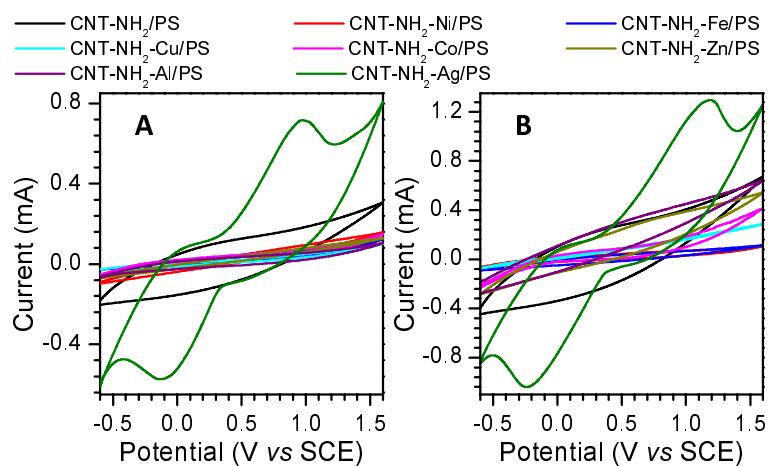 CNT-NH2/PS CNT-NH2-Ni/PS CNT-NH2-Fe/PS
CNT-NH2-Cu/PS CNT-NH2-Co/PS CNT-NH2-Zn/PS
CNT-NH2-Al/PS CNT-NH2-Ag/PS
A
0.8
0.4
0.0
-0.4
Current (mA)
-0.5 0.0 0.5 1.0 1.5
Potential (V vs SCE)
B
1.2
0.8
0.4
0.0
-0.4
-0.8
Current (mA)
-0.5 0.0 0.5 1.0 1.5
Potential (V vs SCE)